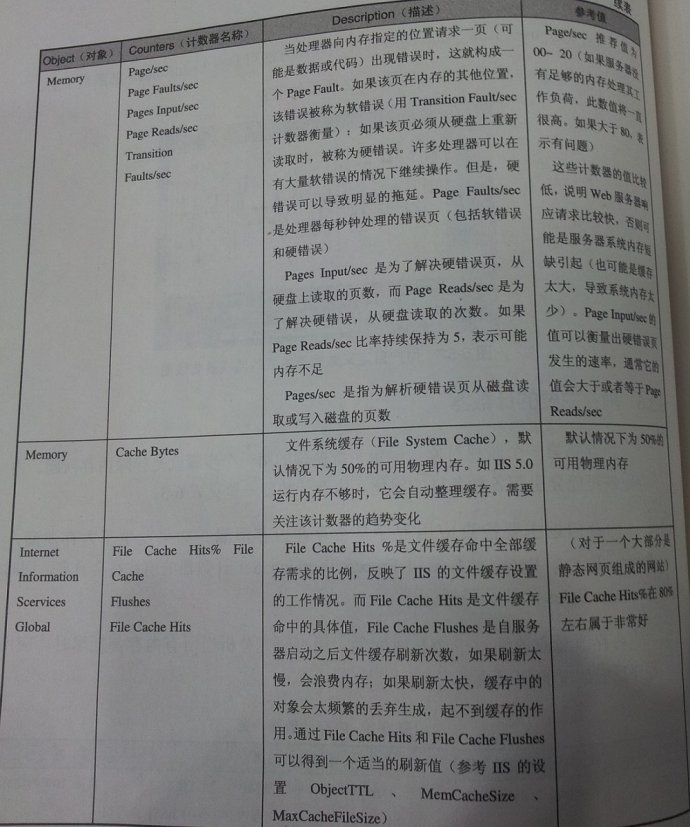 续表
Object（对象）
Counters（计数器名称）
Description（描述）
参考值
Memory
Page/sec
Page Faults/sec
Pages Input/sec
Page Reads/sec
Transition
Faults/sec
当处理器向内存指定的位置请求一页（可
能是数据或代码）出现错误时，这就构成一
个 Page Fault。如果该页在内存的其他位置，
该错误被称为软错误（用 Transition Fault/sec
计数器衡量）；如果该页必须从硬盘上重新
读取时，被称为硬错误。许多处理器可以在
有大量软错误的情况下继续操作。但是，硬
错误可以导致明显的拖延。Page Faults/sec
是处理器每秒钟处理的错误页（包括软错误
和硬错误）
Pages Input/sec 是为了解决硬错误页，从
硬盘上读取的页数，而 Page Reads/sec 是为
了解决硬错误，从硬盘读取的次数。如果
Page Reads/sec 比率持续保持为 5，表示可能
内存不足
Pages/sec 是指为解析硬错误页从磁盘读
取或写入磁盘的页数
Page/sec 推荐值为
00~ 20（如果服务器没
有足够的内存处理其工
作负荷，此数值将一直
很高。如果大于 80，表
示有问题）
这些计数器的值比较
低，说明 Web 服务器响
应请求比较快，否则可
能是服务器系统内存短
缺引起（也可能是缓存
太大，导致系统内存太
少）。Page Input/sec 的
值可以衡量出硬错误页
发生的速率，通常它的
值会大于或者等于 Page
Reads/sec
Memory
Cache Bytes
文件系统缓存（File System Cache），默
认情况下为 50%的可用物理内存。如 IIS 5.0
运行内存不够时，它会自动整理缓存。需要
关注该计数器的趋势变化
默认情况下为 50%的
可用物理内存
Internet
Information
Scervices
Global
File Cache Hits% File
Cache
Flushes
File Cache Hits
File Cache Hits %是文件缓存命中全部缓
存需求的比例，反映了 IIS 的文件缓存设置
的工作情况。而 File Cache Hits 是文件缓存
命中的具体值，File Cache Flushes 是自服务
器启动之后文件缓存刷新次数，如果刷新太
慢，会浪费内存；如果刷新太快，缓存中的
对象会太频繁的丢弃生成，起不到缓存的作
用。通过 File Cache Hits 和 File Cache Flushes
可以得到一个适当的刷新值（参考 IIS 的设
置 ObjectTTL 、 MemCacheSize 、
MaxCacheFileSize）
（对于一个大部分是
静态网页组成的网站）
File Cache Hits%在 80%
左右属于非常好